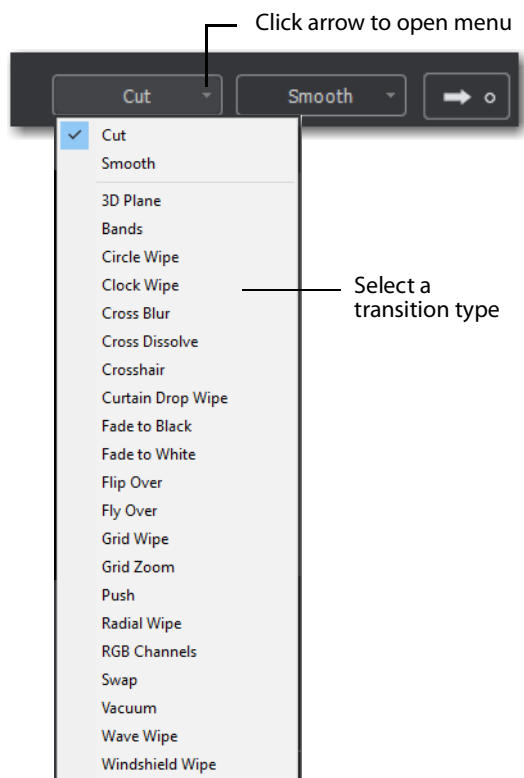 Click arrow to open menu
Cut
Smooth
Cut
Smooth
3D Plane
Bands
Circle Wipe
Clock Wipe
Select a
transition type
Cross Blur
Cross Dissolve
Crosshair
Curtain Drop Wipe
Fade to Black
Fade to White
Flip Over
Fly Over
Grid Wipe
Grid Zoom
Push
Radial Wipe
RGB Channels
Swap
Vacuum
Wave Wipe
Windshield Wipe